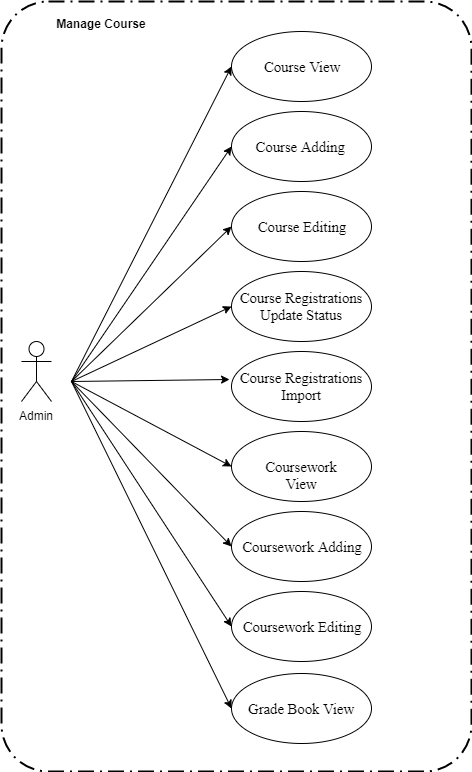 Manage Course
Course View
Course Adding
Course Editing
Course Registrations
Update Status
Course Registrations
Import
Admin
Coursework
View
Coursework Adding
Coursework Editing
Grade Book View